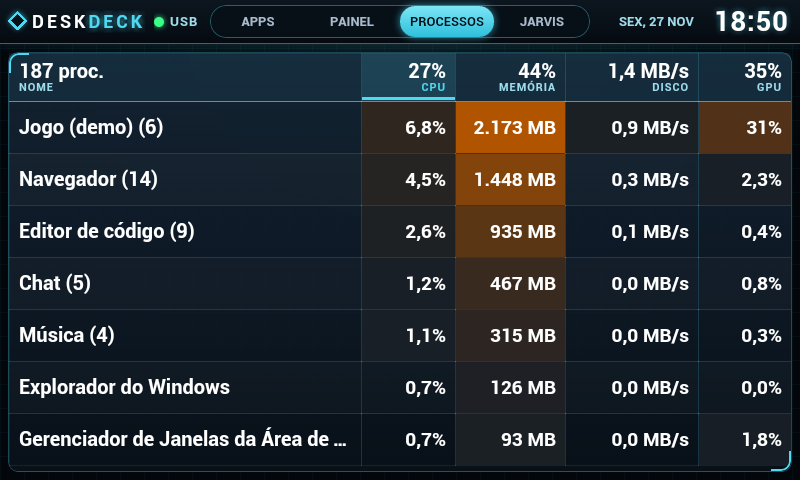 DESKDECK USB APPS PAINEL PROCESSOS JARVIS SEX, 27 NOV 18:50
187 proc. 27% 44% 1,4 MB/s 35%
NOME CPU MEMÓRIA DISCO GPU
Jogo (demo) (6) 6,8% 2.173 MB 0,9 MB/s 31%
Navegador (14) 4,5% 1.448 MB 0,3 MB/s 2,3%
Editor de código (9) 2,6% 935 MB 0,1 MB/s 0,4%
Chat (5) 1,2% 467 MB 0,0 MB/s 0,8%
Música (4) 1,1% 315 MB 0,0 MB/s 0,3%
Explorador do Windows 0,7% 126 MB 0,0 MB/s 0,0%
Gerenciador de Janelas da Área de ... 0,7% 93 MB 0,0 MB/s 1,8%